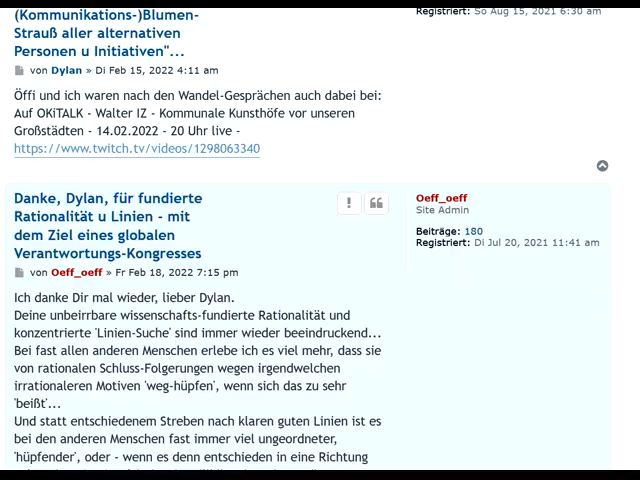 (Kommunikations-)Blumen-
Strauß aller alternativen
Personen u Initiativen"...
von Dylan » Di Feb 15, 2022 4:11 am
Registriert: So Aug 15, 2021 6:30 am
Öffi und ich waren nach den Wandel-Gesprächen auch dabei bei:
Auf OKiTALK - Walter IZ - Kommunale Kunsthöfe vor unseren
Großstädten - 14.02.2022 - 20 Uhr live -
https://www.twitch.tv/videos/1298063340
Danke, Dylan, für fundierte
Rationalität u Linien - mit
dem Ziel eines globalen
Verantwortungs-Kongresses
von Oeff_oeff » Fr Feb 18, 2022 7:15 pm
Oeff_oeff
Site Admin
Beiträge: 180
Registriert: Di Jul 20, 2021 11:41 am
Ich danke Dir mal wieder, lieber Dylan.
Deine unbeirrbare wissenschafts-fundierte Rationalität und
konzentrierte 'Linien-Suche' sind immer wieder beeindruckend...
Bei fast allen anderen Menschen erlebe ich es viel mehr, dass sie
von rationalen Schluss-Folgerungen wegen irgendwelchen
irrationaleren Motiven 'weg-hüpfen', wenn sich das zu sehr
'beißt'...
Und statt entschiedenem Streben nach klaren guten Linien ist es
bei den anderen Menschen fast immer viel ungeordneter,
'hüpfender', oder - wenn es denn entschieden in eine Richtung